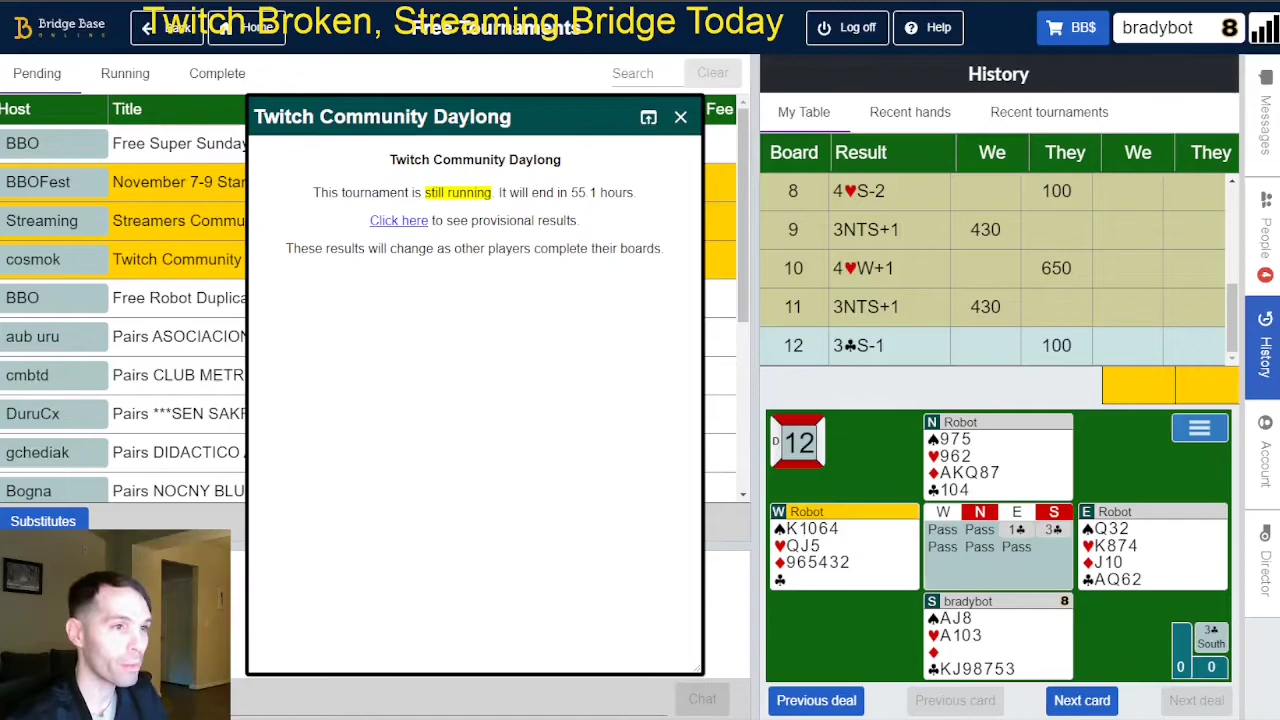 Twitch Broken, Streaming Bridge Today
Bridge Base
ONLINE
Back
Home
Free Tournaments
Log off
Help
BB$
bradybot 8
Pending
Running
Complete
Search
Clear
Host
Title
Fee
BBO
Free Super Sunday
BBOFest
November 7-9 Star
Streaming
Streamers Commu
cosmok
Twitch Community
BBO
Free Robot Duplica
aub uru
Pairs ASOCIACION
cmbtd
Pairs CLUB METR
DuruCx
Pairs ***SEN SAKR
gchediak
Pairs DIDACTICO
Bogna
Pairs NOCNY BLU
Substitutes
Twitch Community Daylong
Twitch Community Daylong
This tournament is still running. It will end in 55.1 hours.
Click here to see provisional results.
These results will change as other players complete their boards.
Chat
History
My Table
Recent hands
Recent tournaments
Board Result We They We They
8 4♥S-2 100
9 3NTS+1 430
10 4♥W+1 650
11 3NTS+1 430
12 3♣S-1 100
D 12
N Robot
♠975
♥962
♦AKQ87
♣104
W Robot
♠K1064
♥QJ5
♦965432
♣
W N E S
Pass Pass 1♣ 3♣
Pass Pass Pass
E Robot
♠Q32
♥K874
♦J10
♣AQ62
S bradybot 8
♠AJ8
♥A103
♦
♣KJ98753
3♣
South
0 0
Previous deal
Previous card
Next card
Next deal
Messages
People
4
History
Account
Director